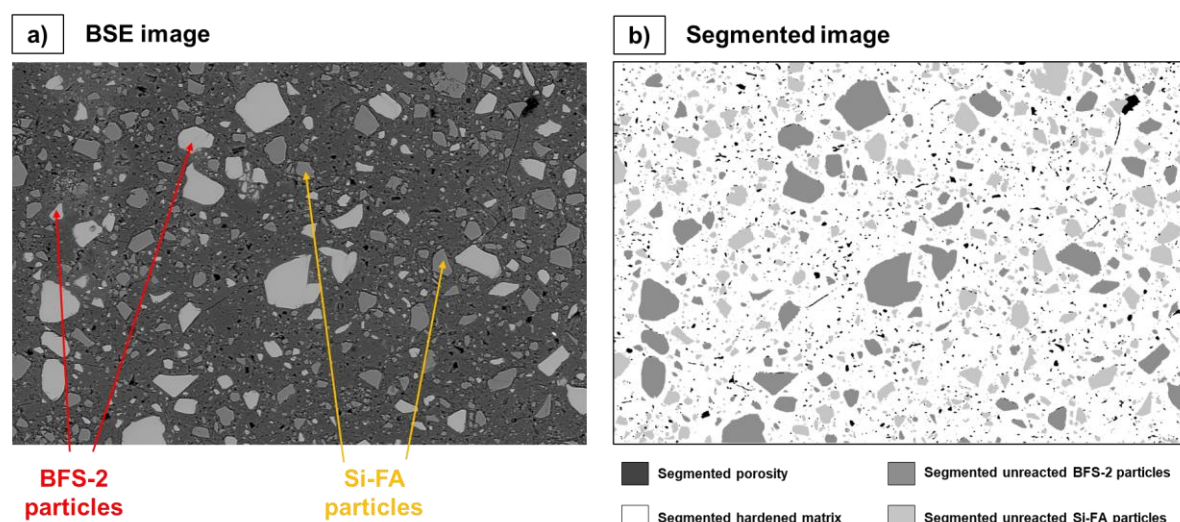 a) BSE image
b) Segmented image
BFS-2
particles
Si-FA
particles
Segmented porosity
Segmented unreacted BFS-2 particles
Segmented hardened matrix
Segmented unreacted Si-FA particles